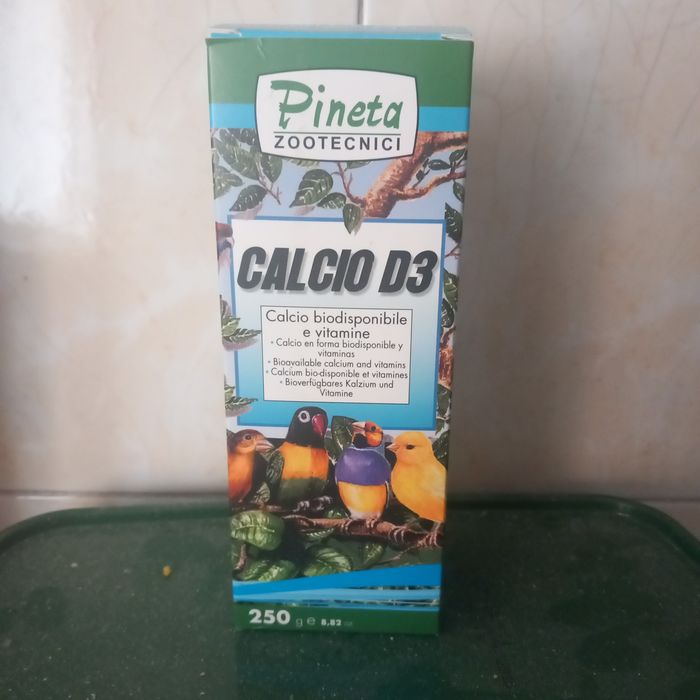 Pineta
ZOOTECNICI
CALCIO D3
Calcio biodisponibile
e vitamine
• Calcio en forma biodisponible y
vitaminas
• Bioavailable calcium and vitamins
• Calcium bio-disponible et vitamines
• Bioverfügbares Kalzium und
Vitamine
250 g e 8,82 oz